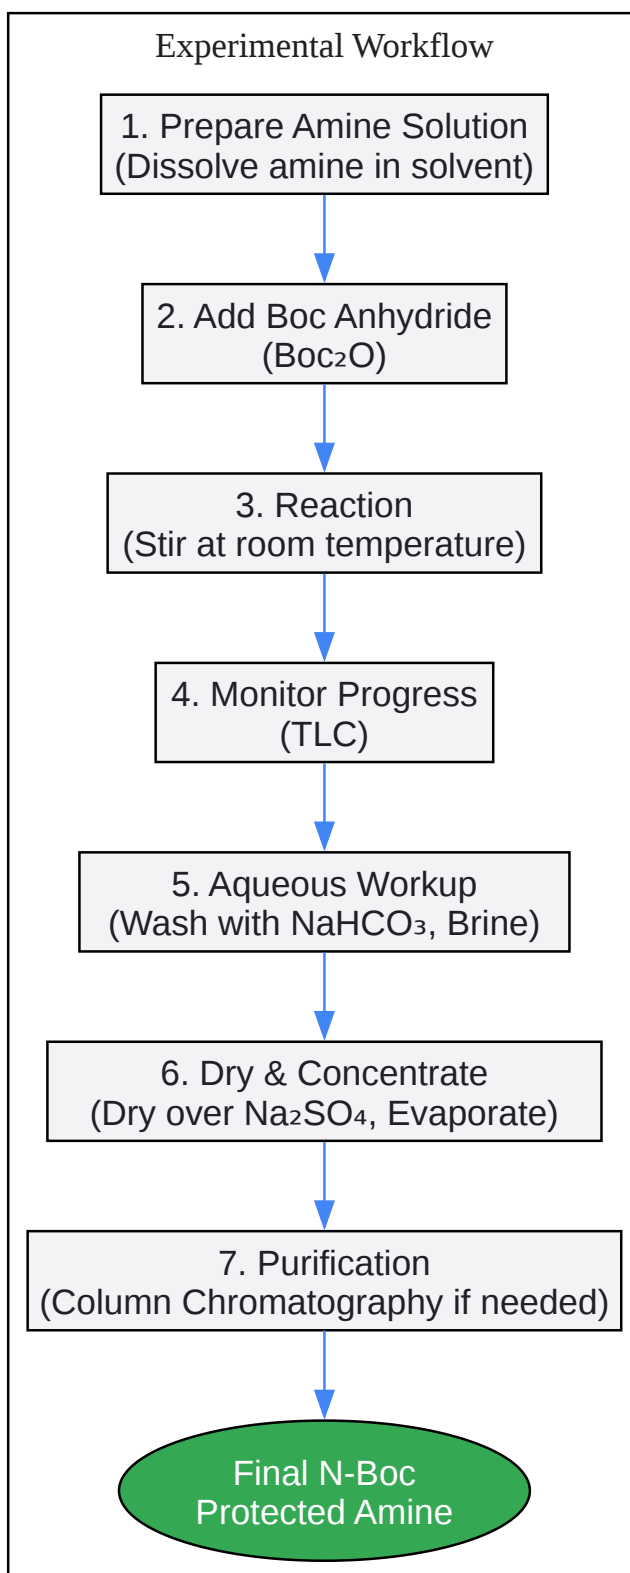 Experimental Workflow
1. Prepare Amine Solution
(Dissolve amine in solvent)
2. Add Boc Anhydride
(Boc₂O)
3. Reaction
(Stir at room temperature)
4. Monitor Progress
(TLC)
5. Aqueous Workup
(Wash with NaHCO₃, Brine)
6. Dry & Concentrate
(Dry over Na₂SO₄, Evaporate)
7. Purification
(Column Chromatography if needed)
Final N-Boc
Protected Amine